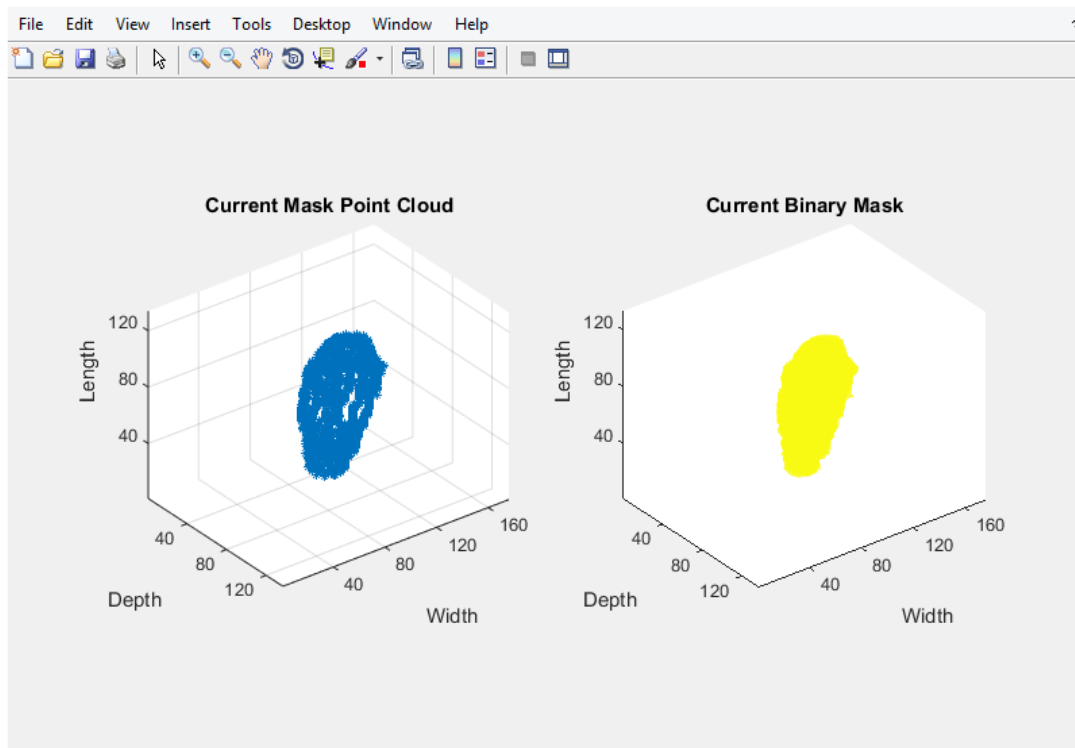 File Edit View Insert Tools Desktop Window Help
Current Mask Point Cloud
120
80
40
Length
40
80
120
Depth
40
80
120
160
Width
Current Binary Mask
120
80
40
Length
40
80
120
Depth
40
80
120
160
Width